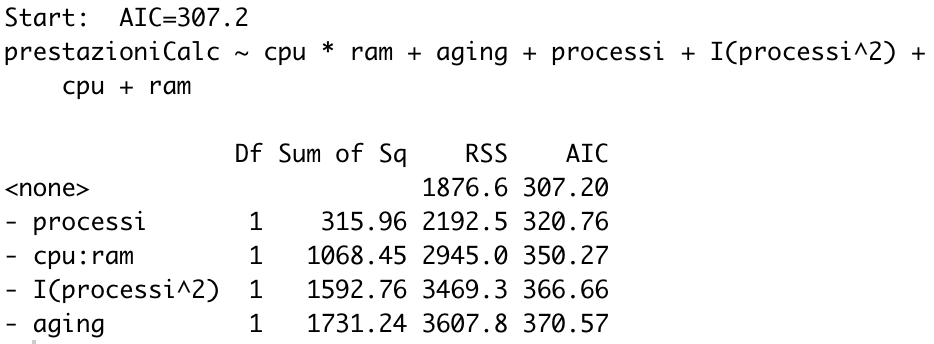 Start:  AIC=307.2
prestazioniCalc ~ cpu * ram + aging + processi + I(processi^2) +
    cpu + ram

                Df Sum of Sq    RSS    AIC
<none>                       1876.6 307.20
- processi       1    315.96 2192.5 320.76
- cpu:ram        1   1068.45 2945.0 350.27
- I(processi^2)  1   1592.76 3469.3 366.66
- aging          1   1731.24 3607.8 370.57